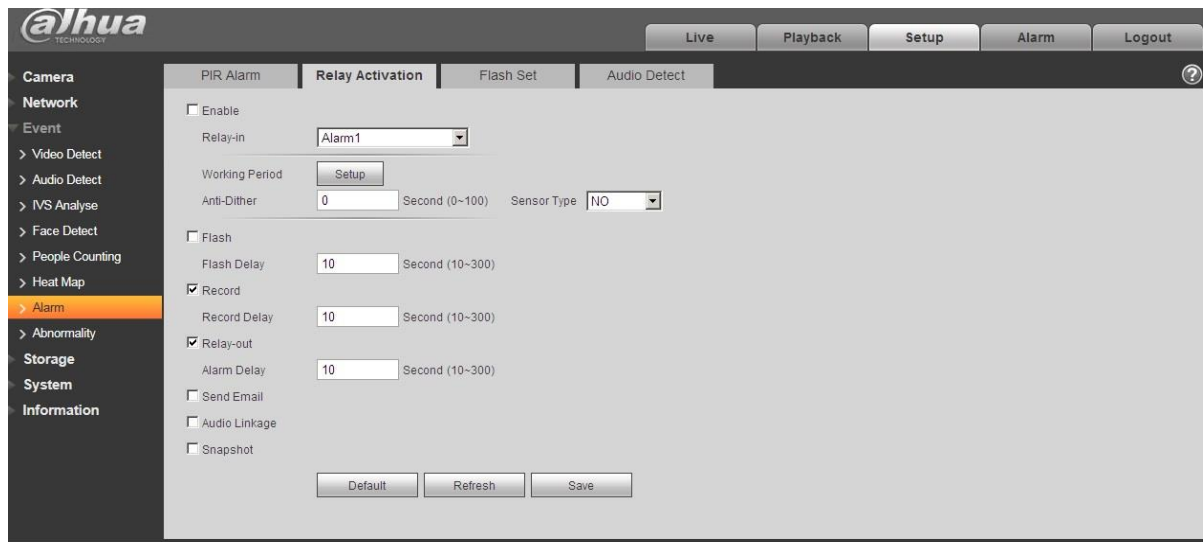 alhua
TECHNOLOGY
Live
Playback
Setup
Alarm
Logout
Camera
Network
Event
> Video Detect
> Audio Detect
> IVS Analyse
> Face Detect
> People Counting
> Heat Map
> Alarm
> Abnormality
Storage
System
Information
PIR Alarm
Relay Activation
Flash Set
Audio Detect
?
Enable
Relay-in Alarm1
Working Period Setup
Anti-Dither 0 Second (0~100) Sensor Type NO
Flash
Flash Delay 10 Second (10~300)
Record
Record Delay 10 Second (10~300)
Relay-out
Alarm Delay 10 Second (10~300)
Send Email
Audio Linkage
Snapshot
Default Refresh Save